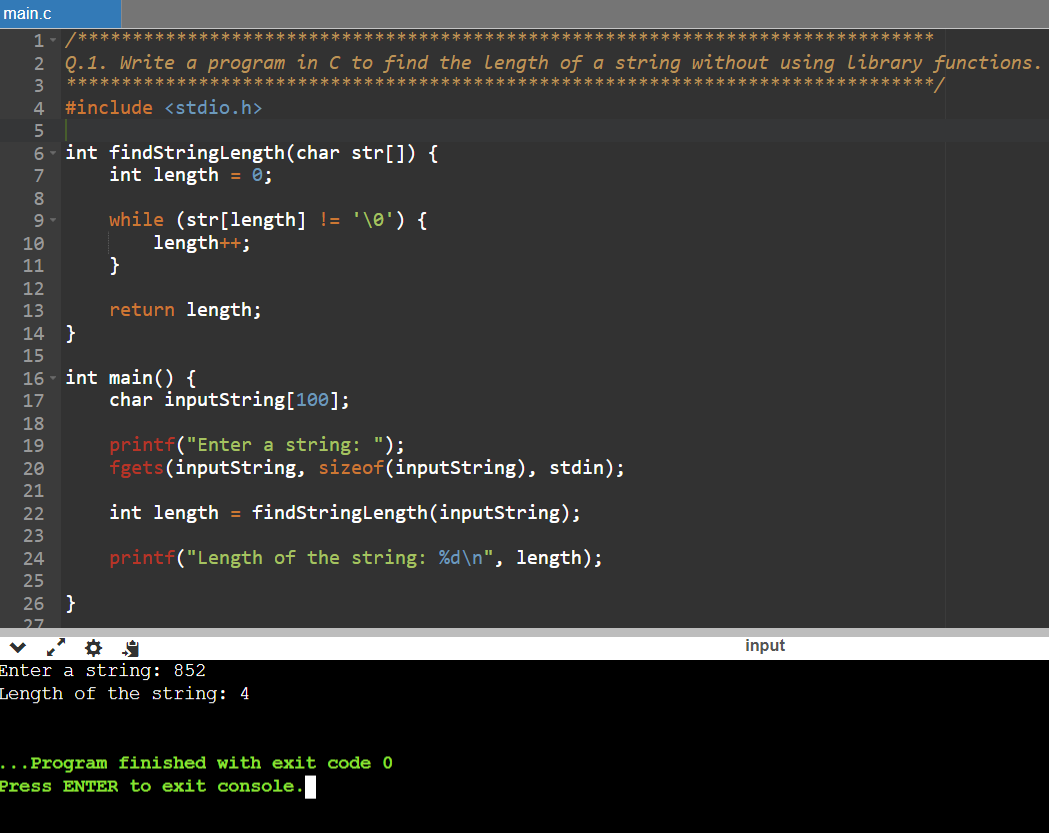 main.c
1 /******************************************************************************
2 Q.1. Write a program in C to find the length of a string without using library functions.
3 *******************************************************************************/
4 #include <stdio.h>
5
6 int findStringLength(char str[]) {
7     int length = 0;
8
9     while (str[length] != '\0') {
10         length++;
11     }
12
13     return length;
14 }
15
16 int main() {
17     char inputString[100];
18
19     printf("Enter a string: ");
20     fgets(inputString, sizeof(inputString), stdin);
21
22     int length = findStringLength(inputString);
23
24     printf("Length of the string: %d\n", length);
25
26 }
27
input
Enter a string: 852
Length of the string: 4
...Program finished with exit code 0
Press ENTER to exit console.